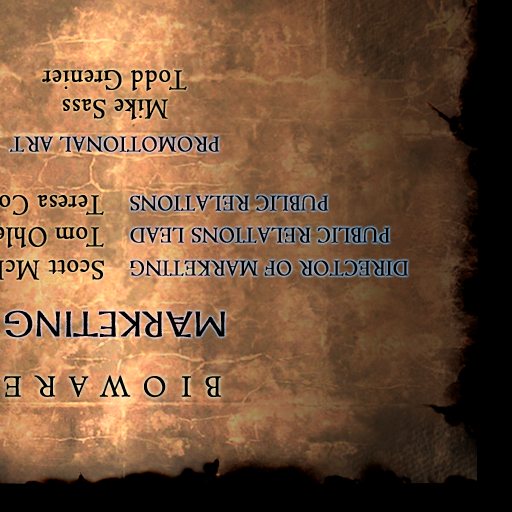 BIOWARE
MARKETING
DIRECTOR OF MARKETING Scott
PUBLIC RELATIONS LEAD Tom
PUBLIC RELATIONS Teresa
PROMOTIONAL ART
Mike Sass
Todd Grenier